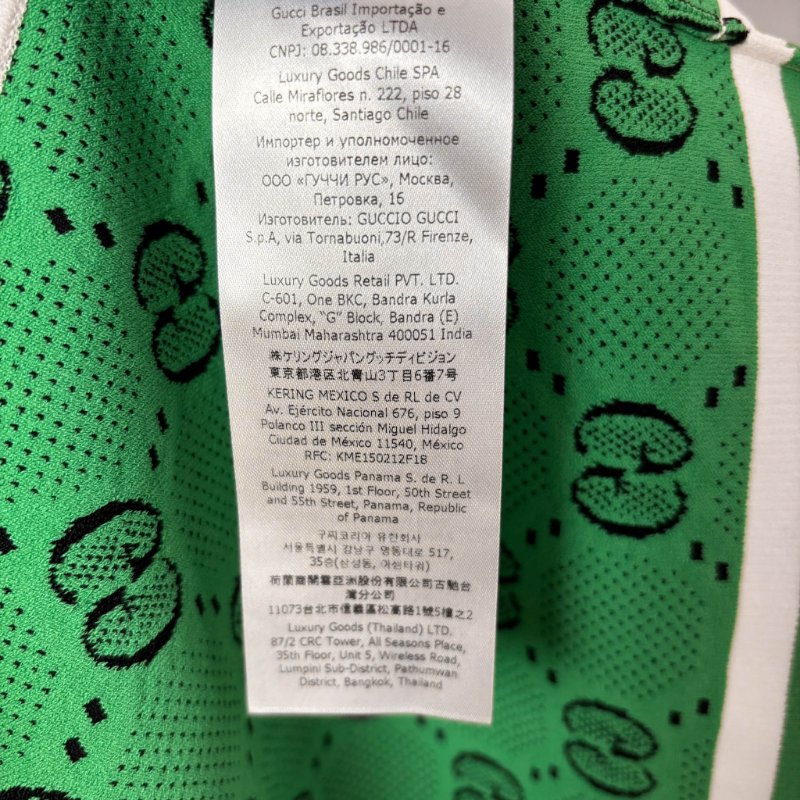 Gucci Brasil Importação e
Exportação LTDA
CNPJ: 08.338.986/0001-16
Luxury Goods Chile SPA
Calle Miraflores n. 222, piso 28
norte, Santiago Chile
Импортер и уполномоченное
изготовителем лицо:
ООО «ГУЧЧИ РУС», Москва,
Петровка, 16
Изготовитель: GUCCIO GUCCI
S.p.A, via Tornabuoni,73/R Firenze,
Italia
Luxury Goods Retail PVT. LTD.
C-601, One BKC, Bandra Kurla
Complex, “G” Block, Bandra (E)
Mumbai Maharashtra 400051 India
㈱ケリングジャパングッチディビジョン
東京都港区北青山3丁目6番7号
KERING MEXICO S de RL de CV
Av. Ejército Nacional 676, piso 9
Polanco III sección Miguel Hidalgo
Ciudad de México 11540, México
RFC: KME150212F18
Luxury Goods Panama S. de R. L
Building 1959, 1st Floor, 50th Street
and 55th Street, Panama, Republic
of Panama
구찌코리아 유한회사
서울특별시 강남구 영동대로 517,
35층(삼성동, 아셈타워)
荷蘭商開雲亞洲股份有限公司古馳台
灣分公司
11073台北市信義區松高路1號5樓之2
Luxury Goods (Thailand) LTD.
87/2 CRC Tower, All Seasons Place,
35th Floor, Unit 5, Wireless Road,
Lumpini Sub-District, Pathumwan
District, Bangkok, Thailand